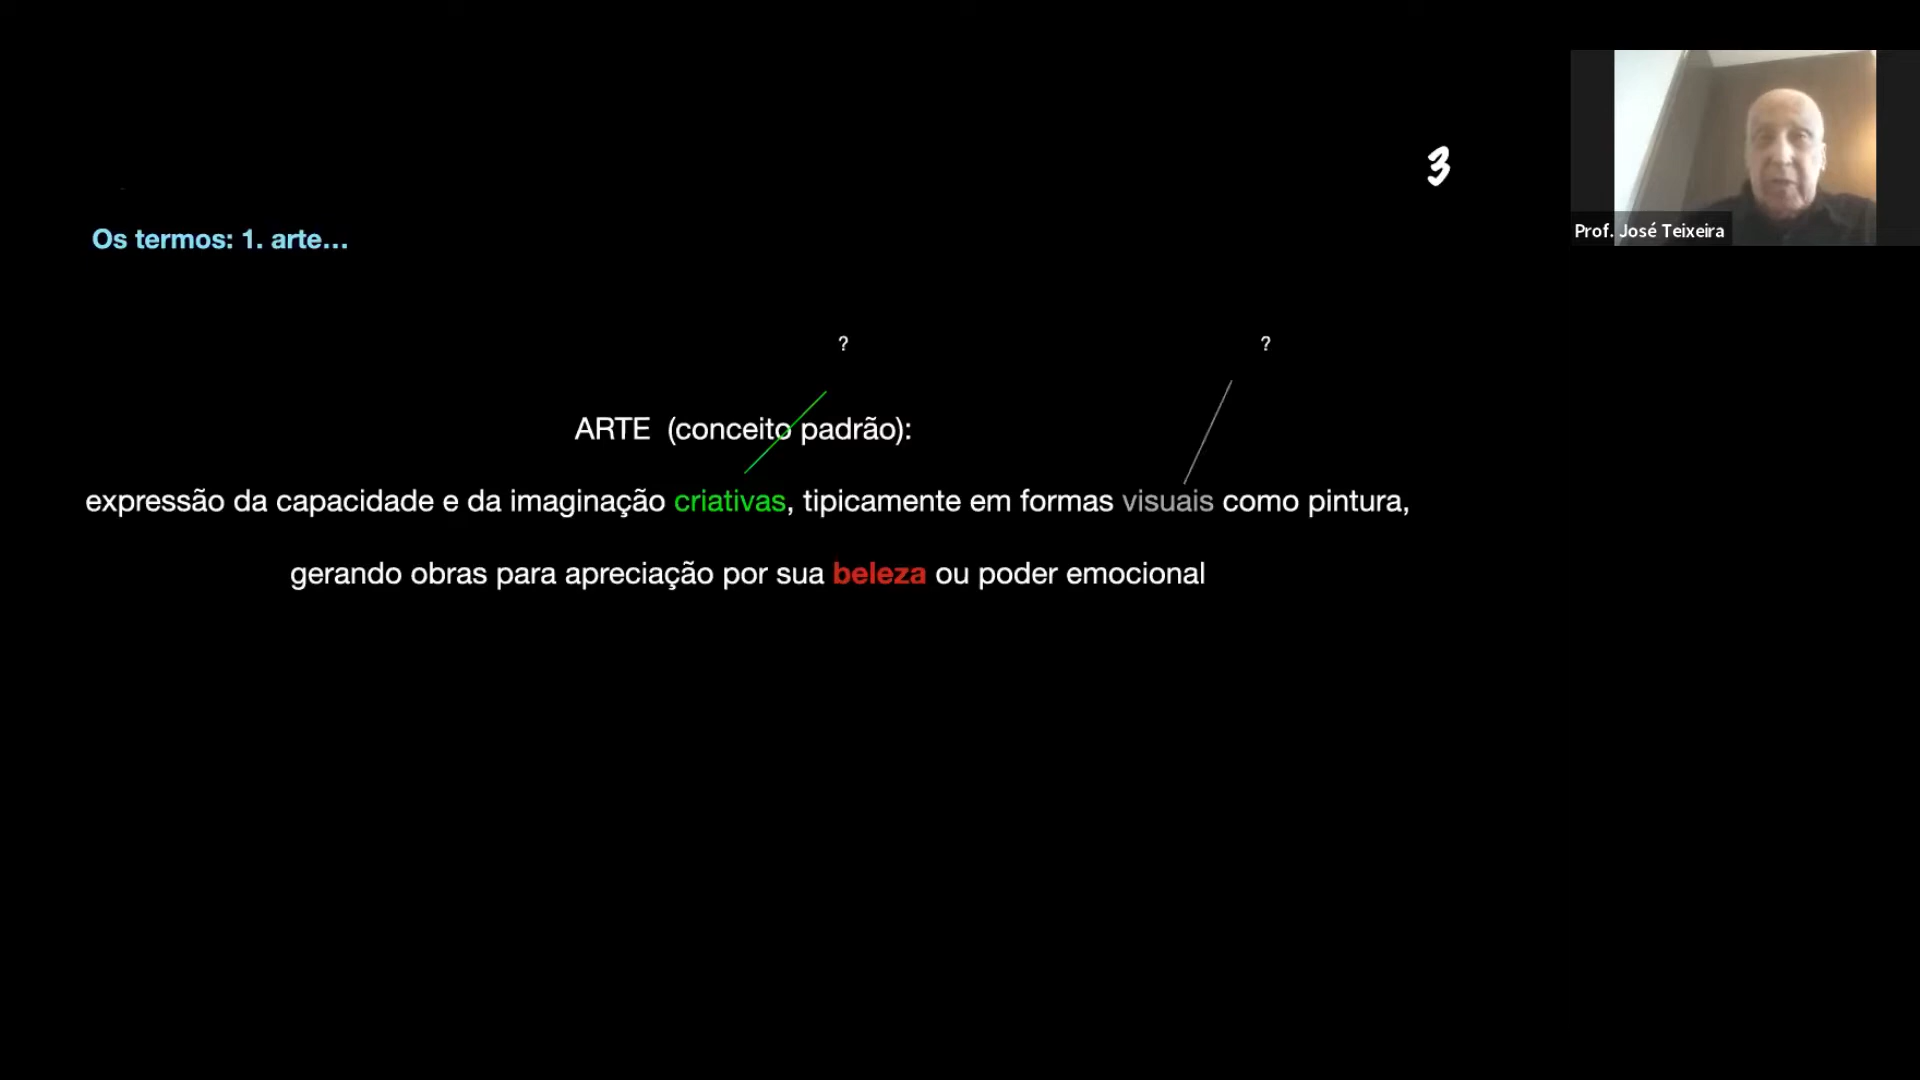 3
Prof. José Teixeira
Os termos: 1. arte...
? ?
ARTE (conceito padrão):
expressão da capacidade e da imaginação criativas, tipicamente em formas visuais como pintura,
gerando obras para apreciação por sua beleza ou poder emocional